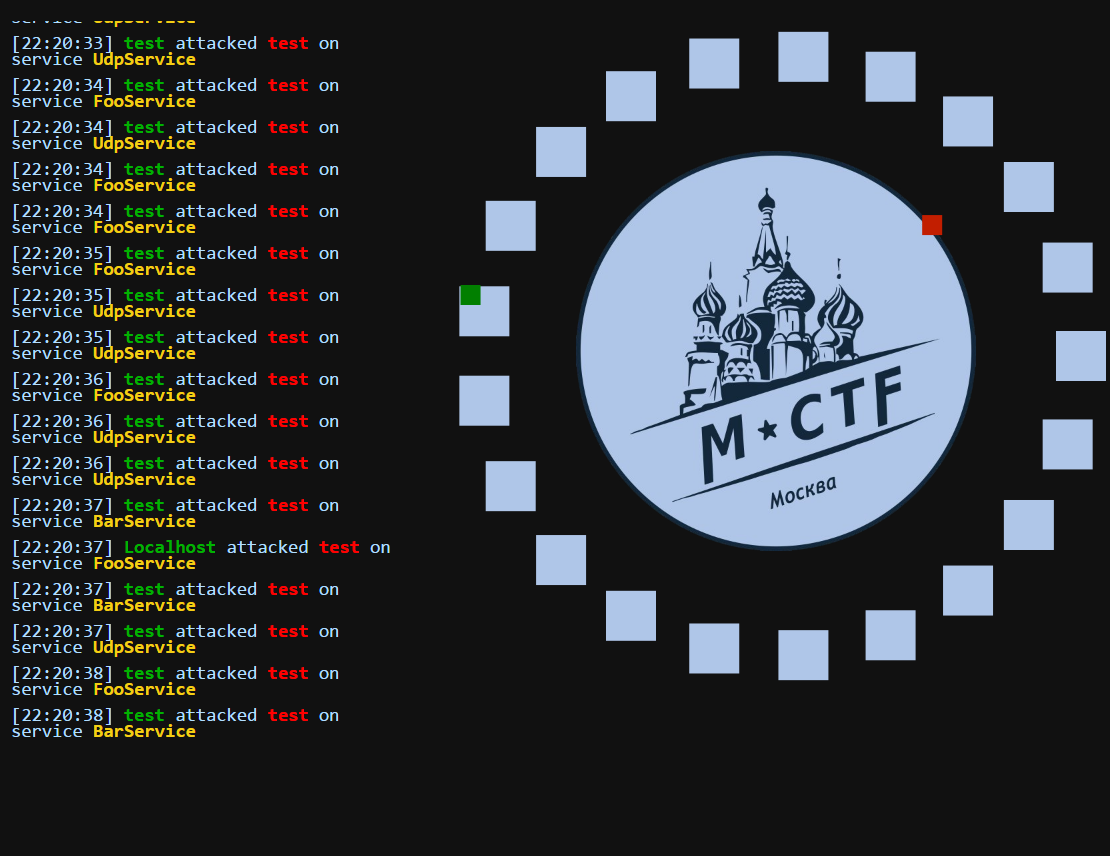 service UdpService
[22:20:33] test attacked test on
service UdpService
[22:20:34] test attacked test on
service FooService
[22:20:34] test attacked test on
service UdpService
[22:20:34] test attacked test on
service FooService
[22:20:34] test attacked test on
service FooService
[22:20:35] test attacked test on
service FooService
[22:20:35] test attacked test on
service UdpService
[22:20:35] test attacked test on
service UdpService
[22:20:36] test attacked test on
service FooService
[22:20:36] test attacked test on
service UdpService
[22:20:36] test attacked test on
service UdpService
[22:20:37] test attacked test on
service BarService
[22:20:37] Localhost attacked test on
service FooService
[22:20:37] test attacked test on
service BarService
[22:20:37] test attacked test on
service UdpService
[22:20:38] test attacked test on
service FooService
[22:20:38] test attacked test on
service BarService
M★CTF
Москва